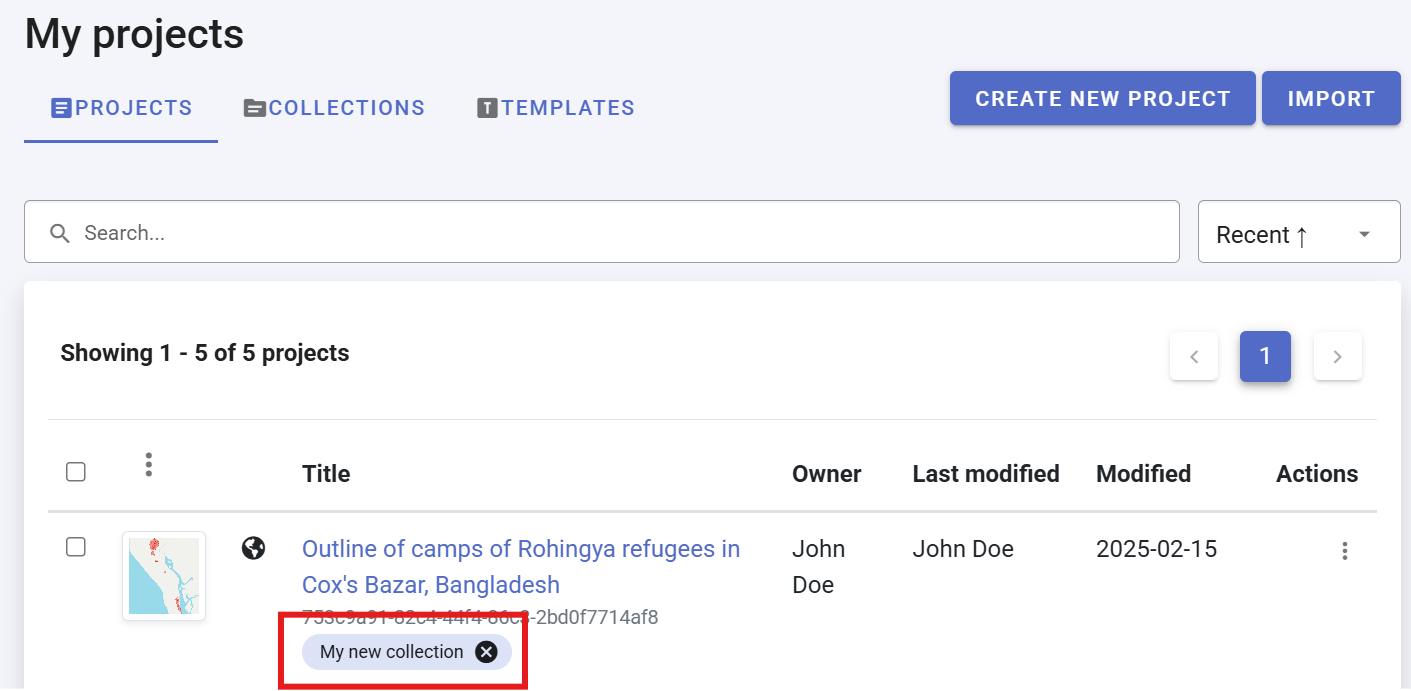 My projects
PROJECTS COLLECTIONS TEMPLATES
CREATE NEW PROJECT IMPORT
Search...
Recent ↑
Showing 1 - 5 of 5 projects
1
Title Owner Last modified Modified Actions
Outline of camps of Rohingya refugees in John John Doe 2025-02-15
Cox's Bazar, Bangladesh Doe
753c9a91-82c4-44f4-86c3-2bd0f7714af8
My new collection